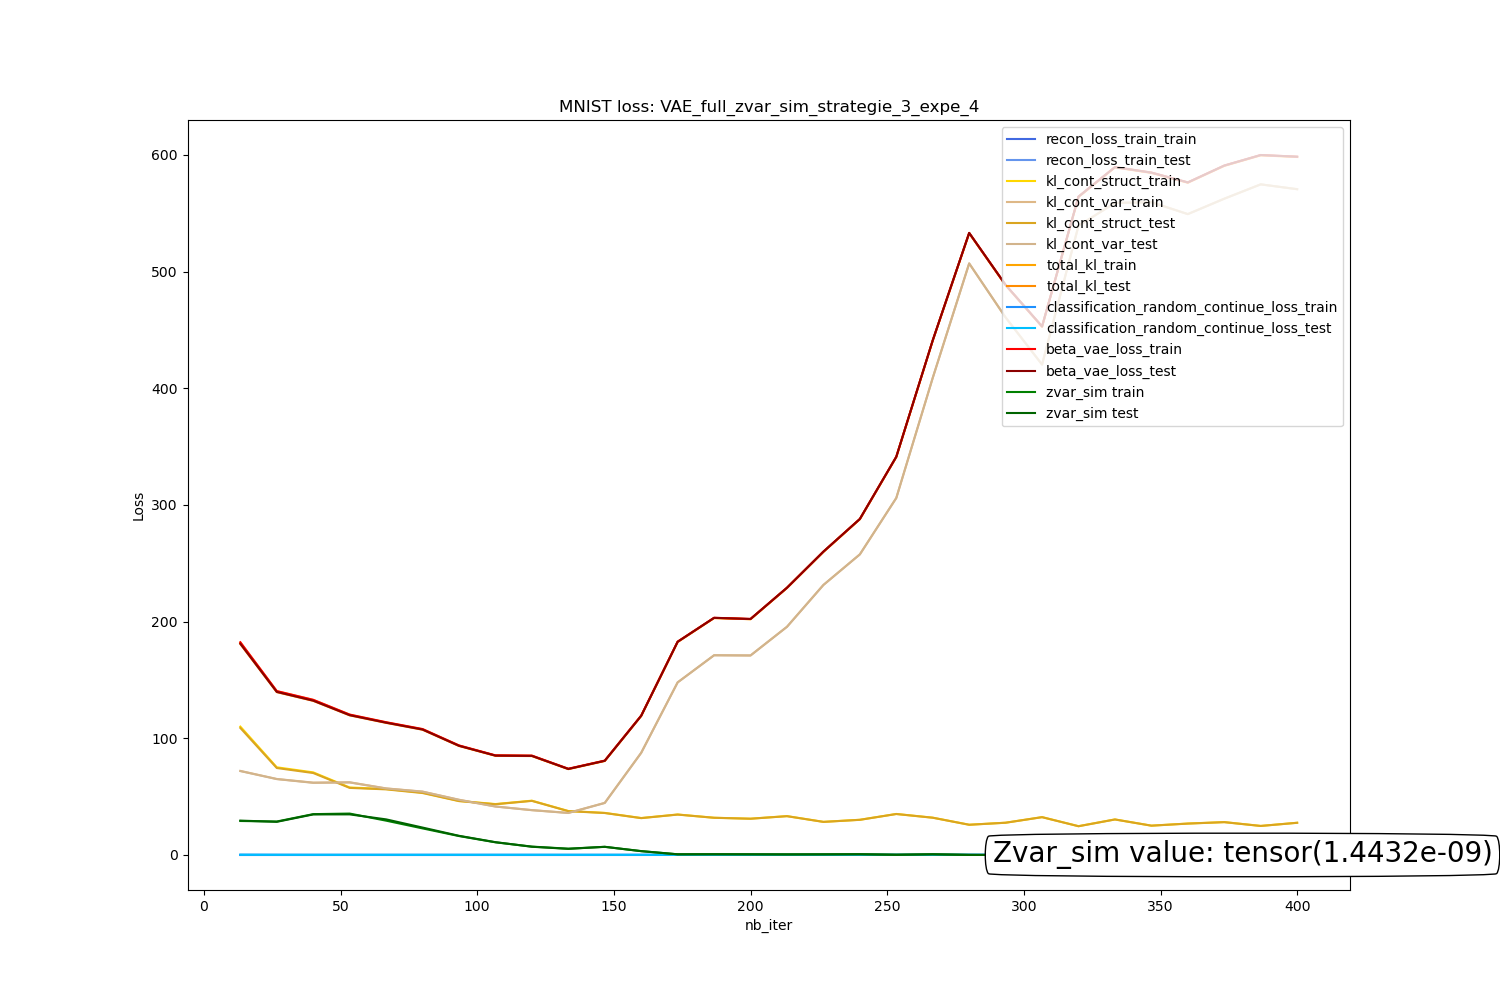 MNIST loss: VAE_full_zvar_sim_strategie_3_expe_4
600
500
400
300
200
100
0
Loss
recon_loss_train_train
recon_loss_train_test
kl_cont_struct_train
kl_cont_var_train
kl_cont_struct_test
kl_cont_var_test
total_kl_train
total_kl_test
classification_random_continue_loss_train
classification_random_continue_loss_test
beta_vae_loss_train
beta_vae_loss_test
zvar_sim train
zvar_sim test
Zvar_sim value: tensor(1.4432e-09)
0 50 100 150 200 250 300 350 400
nb_iter